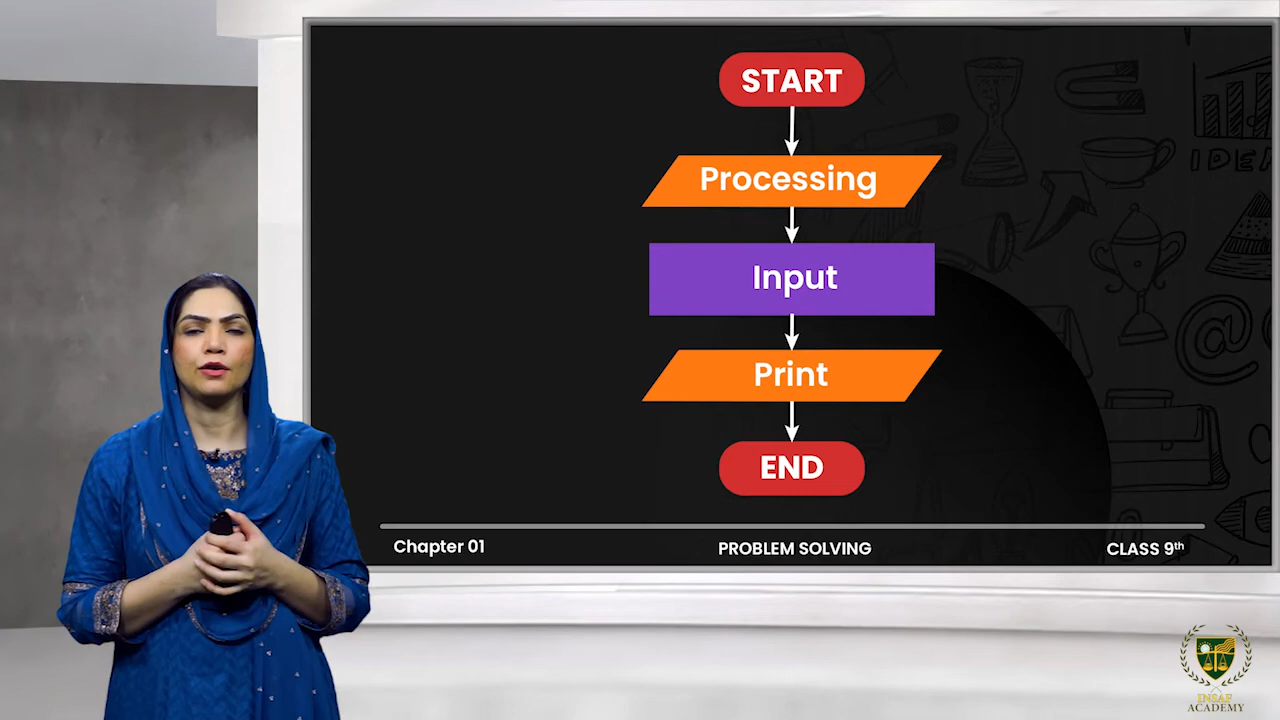 START
Processing
Input
Print
END
Chapter 01
PROBLEM SOLVING
CLASS 9th
IDEA
INSAF
ACADEMY